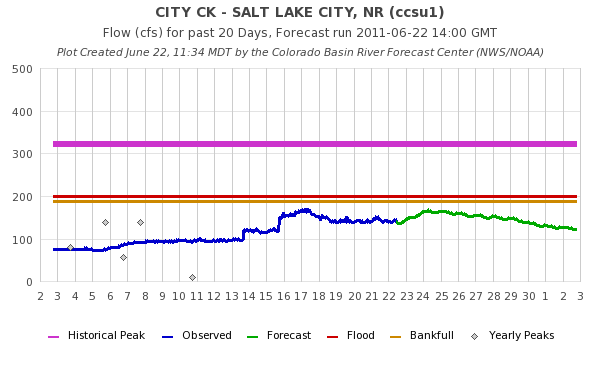 CITY CK - SALT LAKE CITY, NR (ccsu1)
Flow (cfs) for past 20 Days, Forecast run 2011-06-22 14:00 GMT
Plot Created June 22, 11:34 MDT by the Colorado Basin River Forecast Center (NWS/NOAA)
500
400
300
200
100
0
2 3 4 5 6 7 8 9 10 11 12 13 14 15 16 17 18 19 20 21 22 23 24 25 26 27 28 29 30 1 2 3
Historical Peak Observed Forecast Flood Bankfull Yearly Peaks